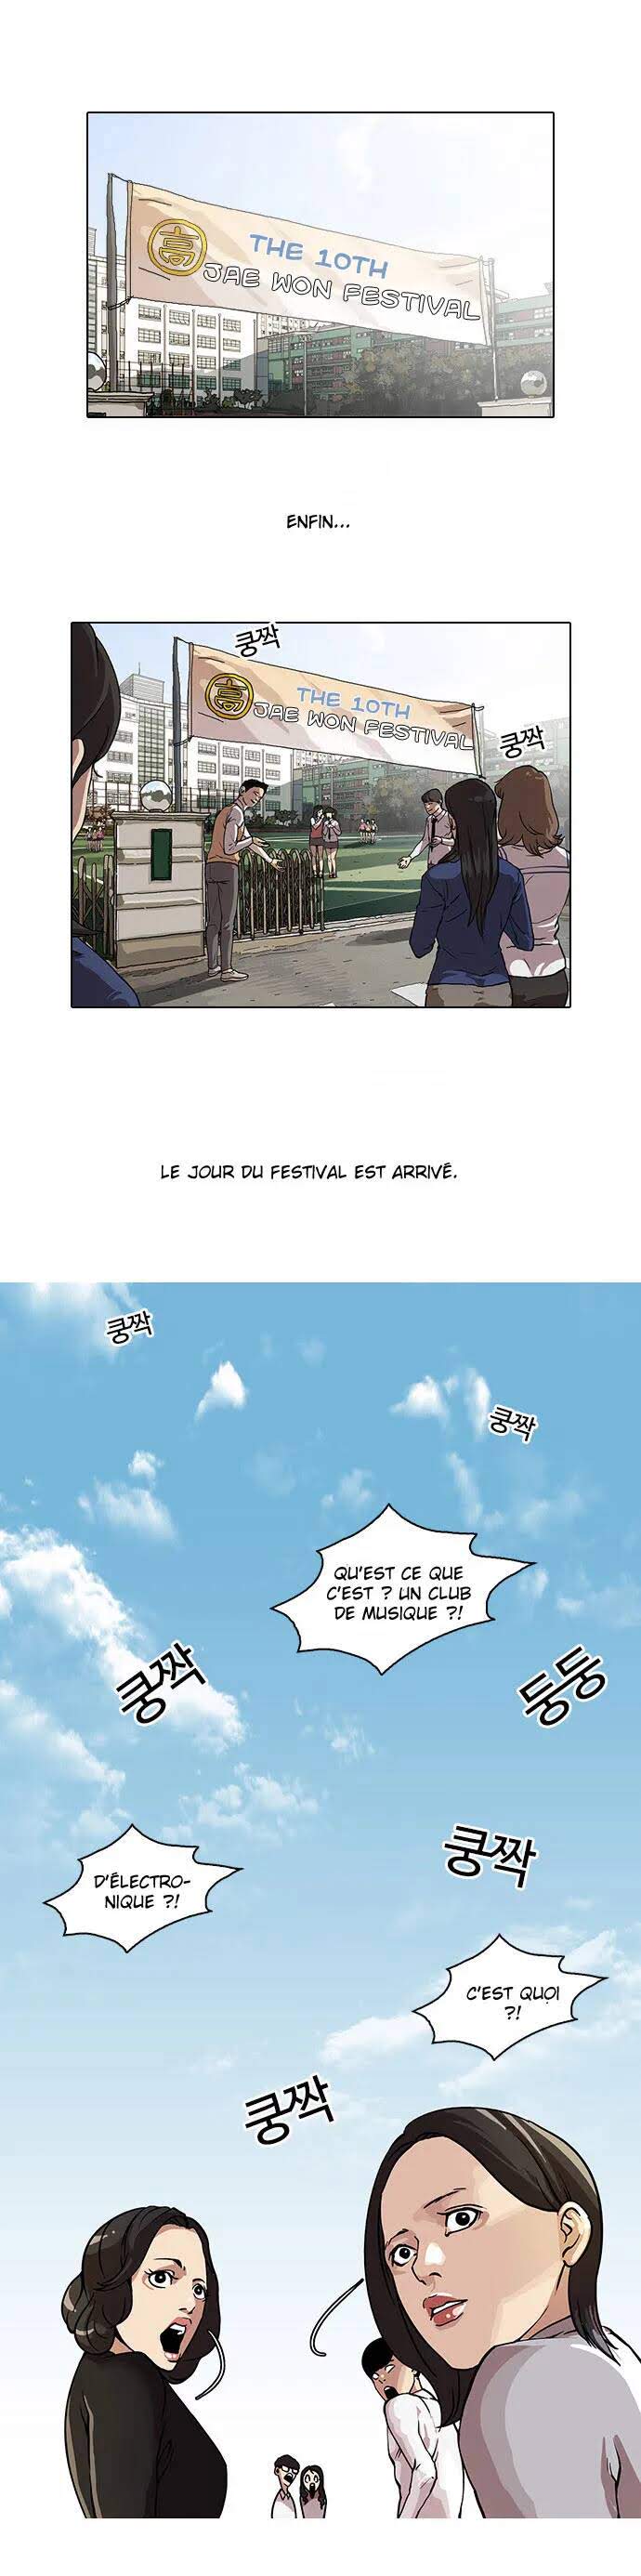 高
THE 10TH
JAE WON FESTIVAL
ENFIN...
쿵짝
高
THE 10TH
JAE WON FESTIVAL
쿵짝
LE JOUR DU FESTIVAL EST ARRIVÉ.
쿵짝
쿵짝
QU'EST CE QUE
C'EST ? UN CLUB
DE MUSIQUE ?!
쿵짝
둥둥
쿵짝
D'ÉLECTRO-
NIQUE ?!
C'EST QUOI
?!
쿵짝